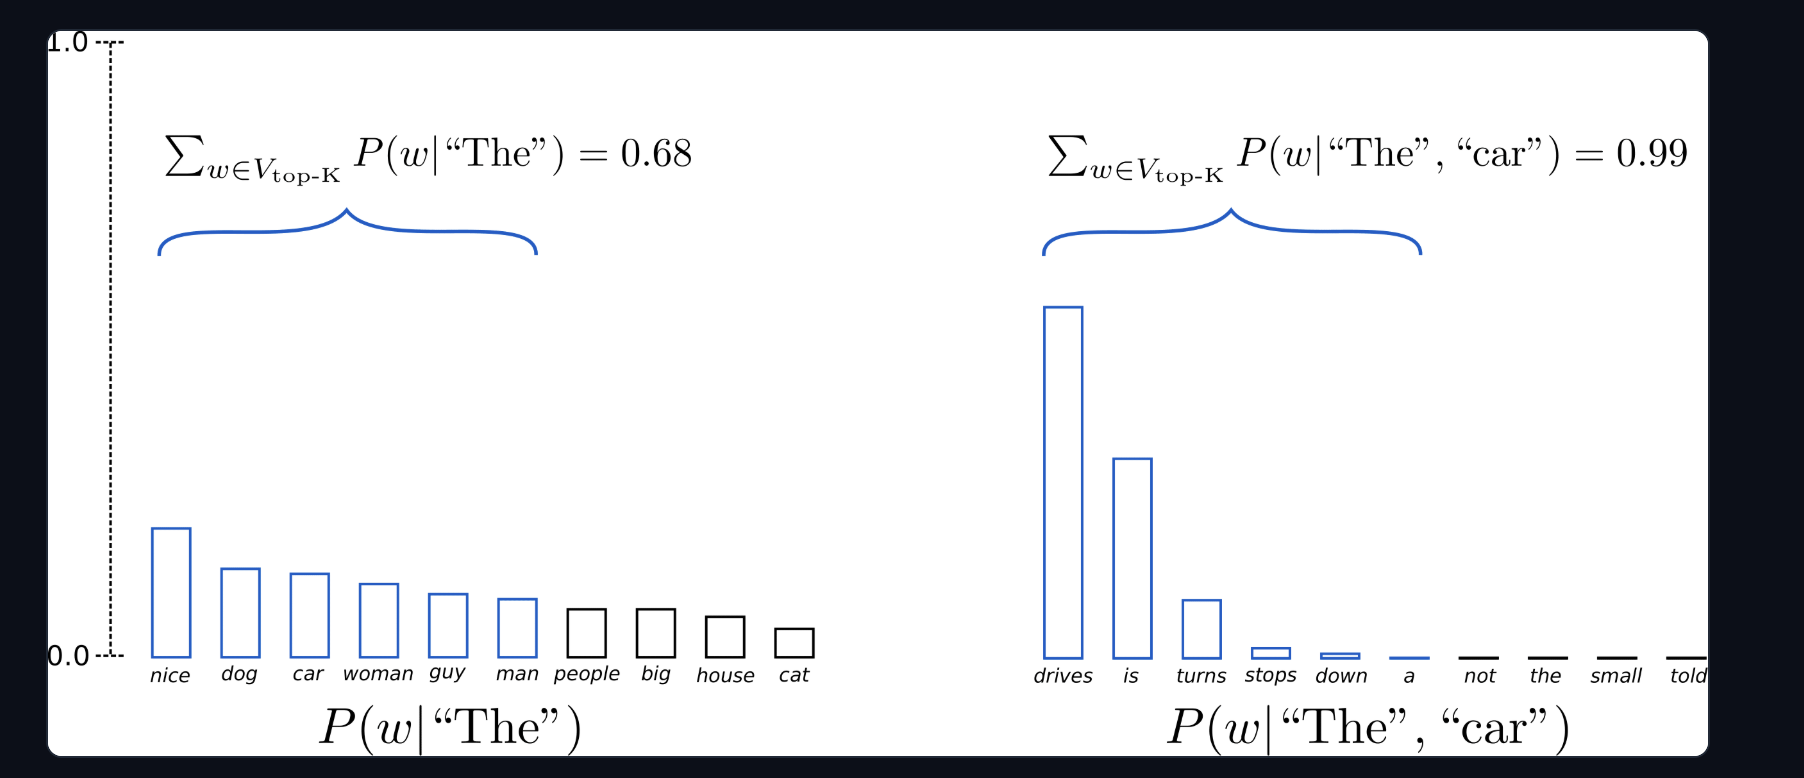 1.0
∑w∈Vtop-K P(w|“The”) = 0.68
∑w∈Vtop-K P(w|“The”, “car”) = 0.99
0.0
nice dog car woman guy man people big house cat
drives is turns stops down a not the small told
P(w|“The”)
P(w|“The”, “car”)